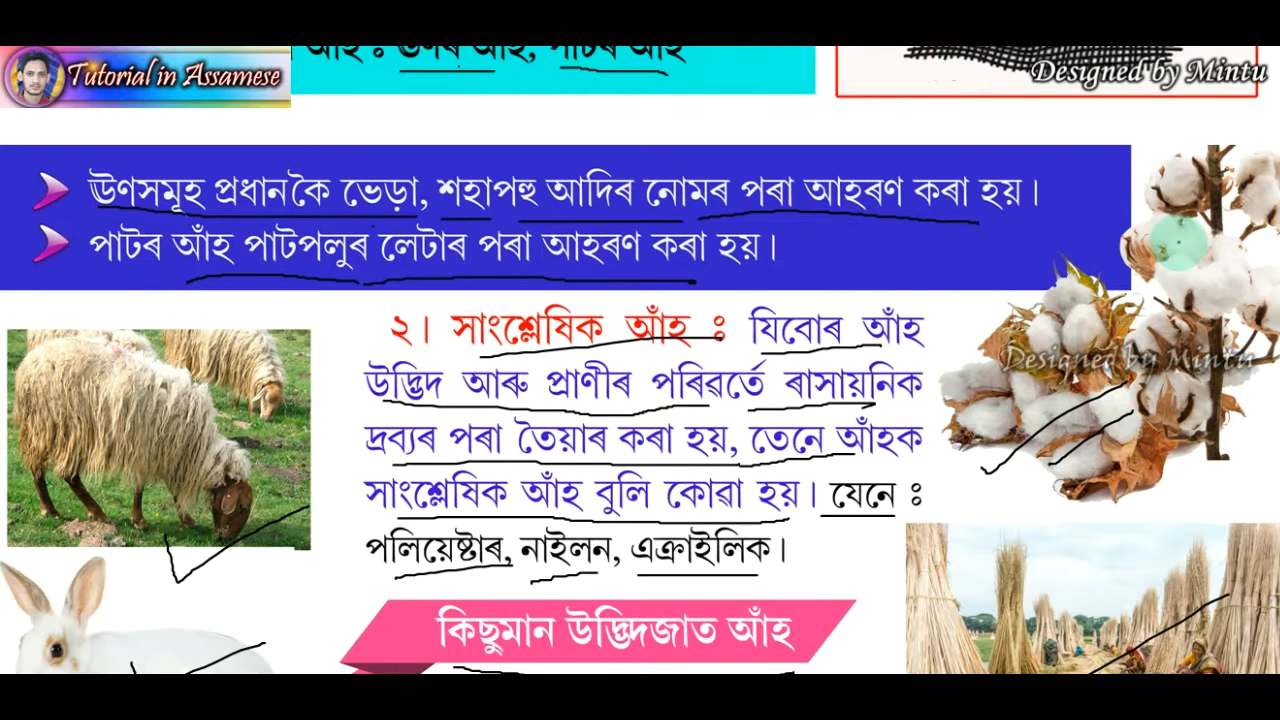 আঁহ ঃ ঊণৰ আঁহ, পাটৰ আঁহ
Tutorial in Assamese
Designed by Mintu
ঊণসমূহ প্ৰধানকৈ ভেড়া, শহাপহু আদিৰ নোমৰ পৰা আহৰণ কৰা হয়।
পাটৰ আঁহ পাটপলুৰ লেটাৰ পৰা আহৰণ কৰা হয়।
২। সাংশ্লেষিক আঁহ ঃ যিবোৰ আঁহ
উদ্ভিদ আৰু প্ৰাণীৰ পৰিৱৰ্তে ৰাসায়নিক
দ্ৰব্যৰ পৰা তৈয়াৰ কৰা হয়, তেনে আঁহক
সাংশ্লেষিক আঁহ বুলি কোৱা হয়। যেনে ঃ
পলিয়েষ্টাৰ, নাইলন, এক্ৰাইলিক।
Designed by Mintu
কিছুমান উদ্ভিদজাত আঁহ